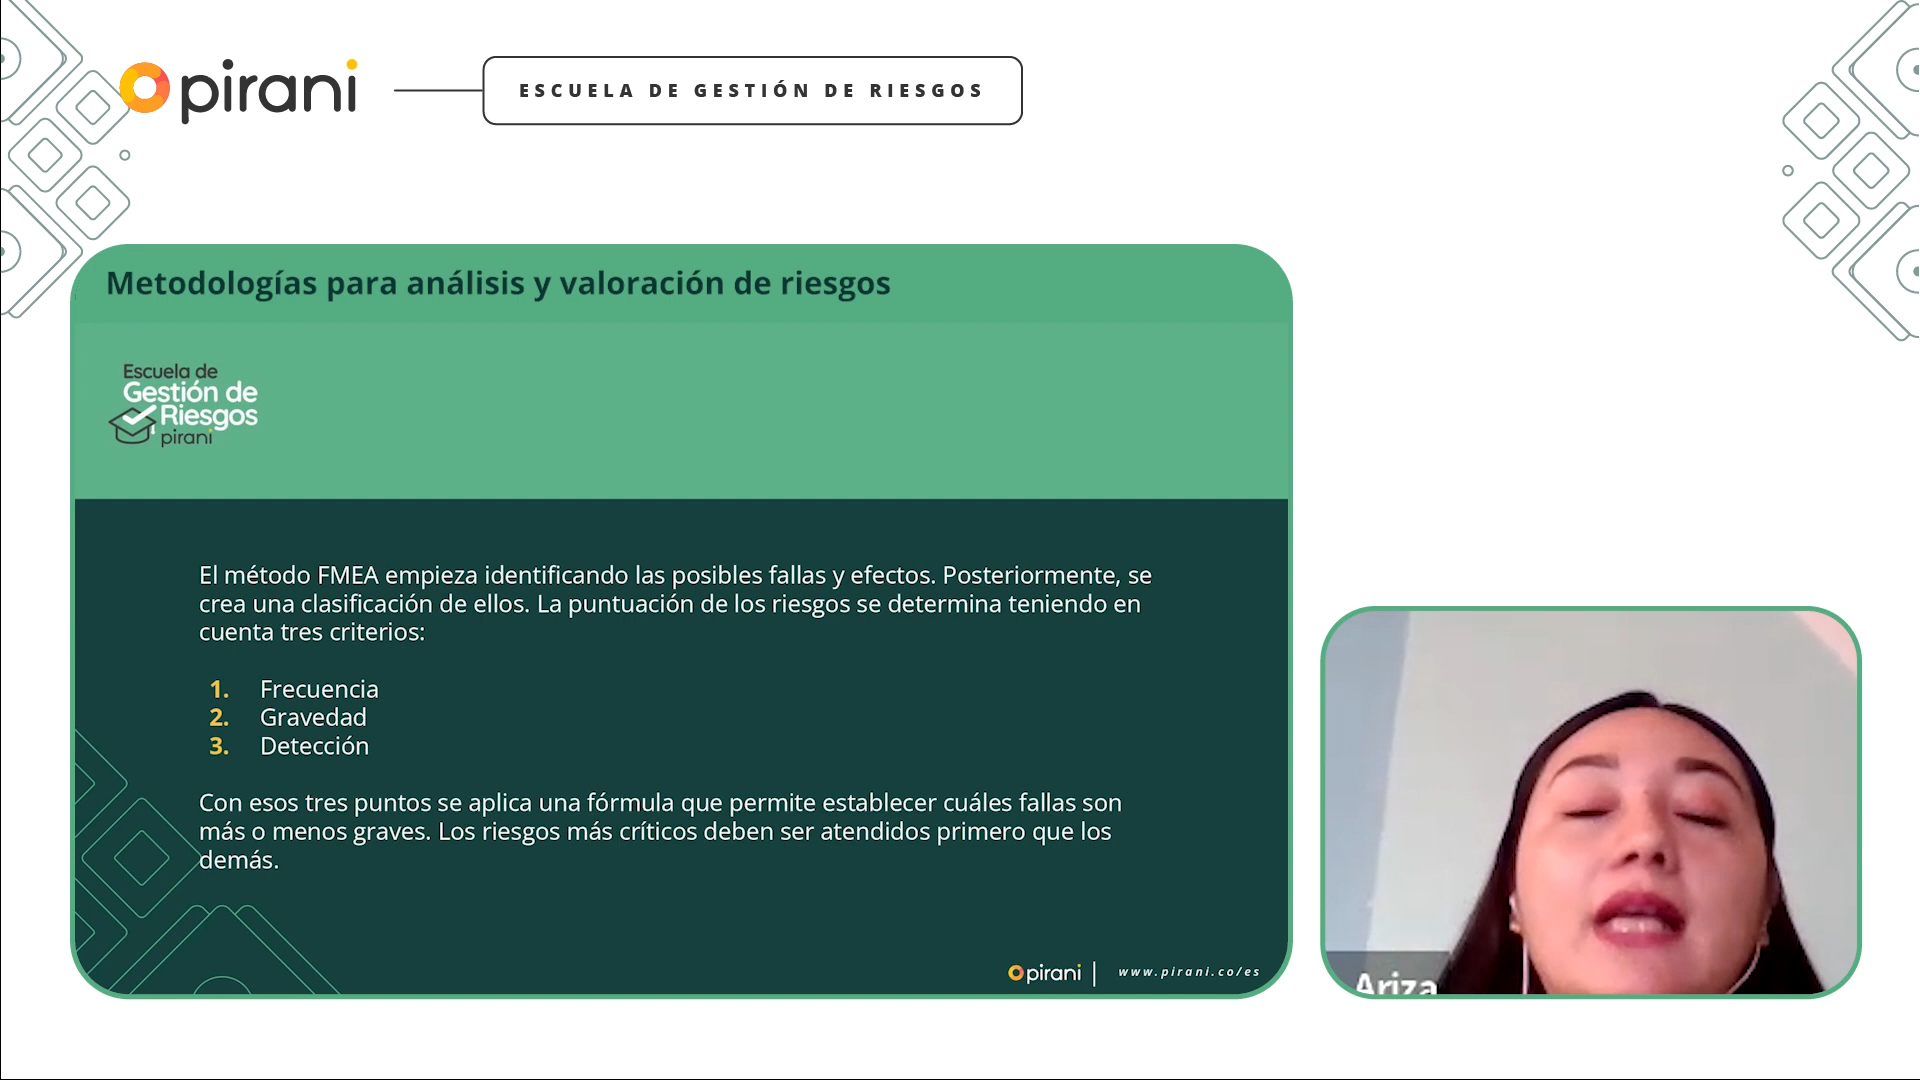 pirani
ESCUELA DE GESTIÓN DE RIESGOS
Metodologías para análisis y valoración de riesgos
Escuela de
Gestión de
Riesgos
pirani
El método FMEA empieza identificando las posibles fallas y efectos. Posteriormente, se
crea una clasificación de ellos. La puntuación de los riesgos se determina teniendo en
cuenta tres criterios:
1. Frecuencia
2. Gravedad
3. Detección
Con esos tres puntos se aplica una fórmula que permite establecer cuáles fallas son
más o menos graves. Los riesgos más críticos deben ser atendidos primero que los
demás.
pirani | www.pirani.co/es
Ariza